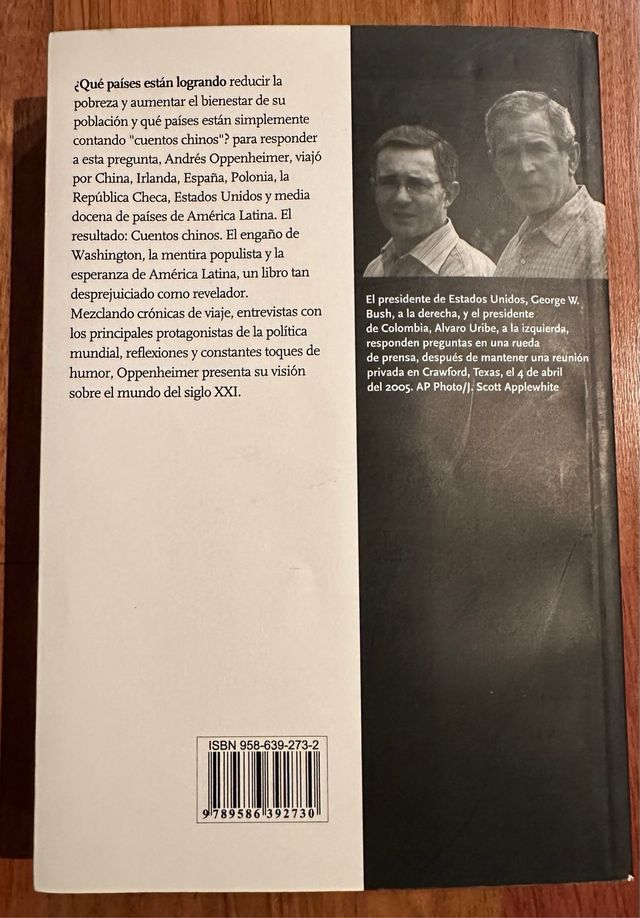 ¿Qué países están logrando reducir la
pobreza y aumentar el bienestar de su
población y qué países están simplemente
contando "cuentos chinos"? para responder
a esta pregunta, Andrés Oppenheimer, viajó
por China, Irlanda, España, Polonia, la
República Checa, Estados Unidos y media
docena de países de América Latina. El
resultado: Cuentos chinos. El engaño de
Washington, la mentira populista y la
esperanza de América Latina, un libro tan
desprejuiciado como revelador.
Mezclando crónicas de viaje, entrevistas con
los principales protagonistas de la política
mundial, reflexiones y constantes toques de
humor, Oppenheimer presenta su visión
sobre el mundo del siglo XXI.
El presidente de Estados Unidos, George W.
Bush, a la derecha, y el presidente
de Colombia, Alvaro Uribe, a la izquierda,
responden preguntas en una rueda
de prensa, después de mantener una reunión
privada en Crawford, Texas, el 4 de abril
del 2005. AP Photo/J. Scott Applewhite
ISBN 958-639-273-2
9 789586 392730